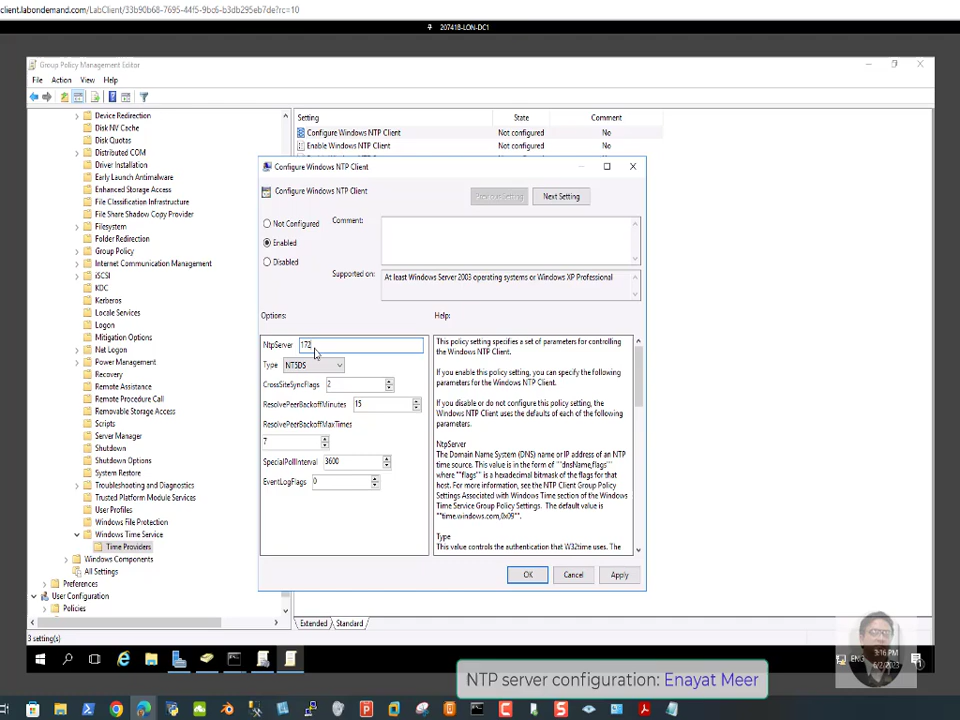 client.labondemand.com/LabClient/33b90b68-7695-44f5-9bd6-b3db295eb7de?rc=10
20741B-LON-DC1
Group Policy Management Editor
File Action View Help
Device Redirection
Disk NV Cache
Disk Quotas
Distributed COM
Driver Installation
Early Launch Antimalware
Enhanced Storage Access
File Classification Infrastructure
File Share Shadow Copy Provider
Filesystem
Folder Redirection
Group Policy
Internet Communication Management
iSCSI
KDC
Kerberos
Locale Services
Logon
Mitigation Options
Net Logon
Power Management
Recovery
Remote Assistance
Remote Procedure Call
Removable Storage Access
Scripts
Server Manager
Shutdown
Shutdown Options
System Restore
Troubleshooting and Diagnostics
Trusted Platform Module Services
User Profiles
Windows File Protection
Windows Time Service
Time Providers
Windows Components
All Settings
Preferences
User Configuration
Policies
Setting State Comment
Configure Windows NTP Client Not configured No
Enable Windows NTP Client Not configured No
Configure Windows NTP Client
Configure Windows NTP Client
Previous Setting Next Setting
Not Configured
Enabled
Disabled
Comment:
Supported on:
At least Windows Server 2003 operating systems or Windows XP Professional
Options:
Help:
NtpServer 172
Type NT5DS
CrossSiteSyncFlags 2
ResolvePeerBackoffMinutes 15
ResolvePeerBackoffMaxTimes
7
SpecialPollInterval 3600
EventLogFlags 0
This policy setting specifies a set of parameters for controlling
the Windows NTP Client.
If you enable this policy setting, you can specify the following
parameters for the Windows NTP Client.
If you disable or do not configure this policy setting, the
Windows NTP Client uses the defaults of each of the following
parameters.
NtpServer
The Domain Name System (DNS) name or IP address of an NTP
time source. This value is in the form of ""dnsName,flags""
where ""flags"" is a hexadecimal bitmask of the flags for that
host. For more information, see the NTP Client Group Policy
Settings Associated with Windows Time section of the Windows
Time Service Group Policy Settings. The default value is
""time.windows.com,0x09"".
Type
This value controls the authentication that W32time uses. The
OK Cancel Apply
Extended Standard
3 setting(s)
ENG
3:16 PM
6/2/2023
NTP server configuration: Enayat Meer